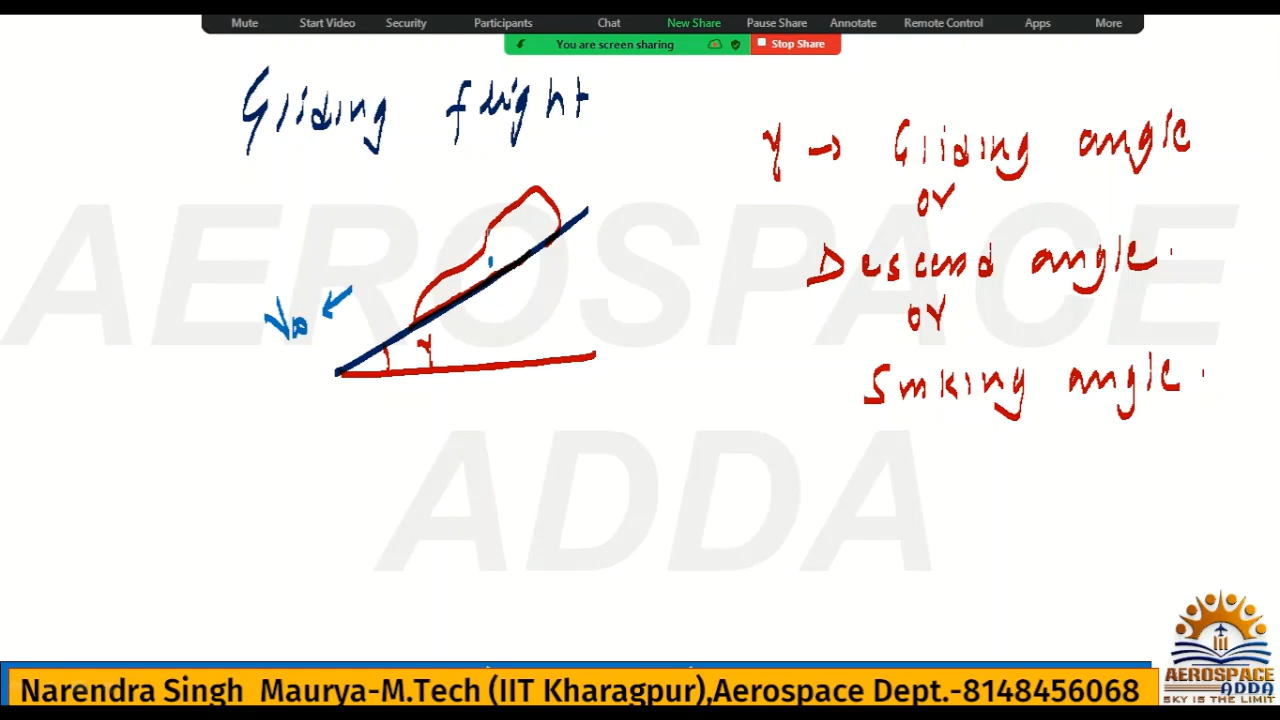 Mute Start Video Security Participants Chat New Share Pause Share Annotate Remote Control Apps More
You are screen sharing Stop Share
Gliding flight
γ → Gliding angle
or
Descend angle.
or
Sinking angle.
V∞
γ
AEROSPACE
ADDA
AEROSPACE
ADDA
SKY IS THE LIMIT
Narendra Singh Maurya-M.Tech (IIT Kharagpur),Aerospace Dept.-8148456068